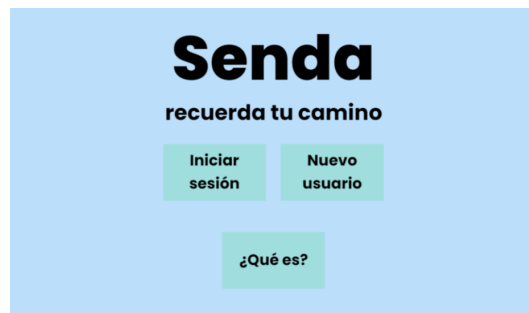 Senda
recuerda tu camino
Iniciar
sesión
Nuevo
usuario
¿Qué es?